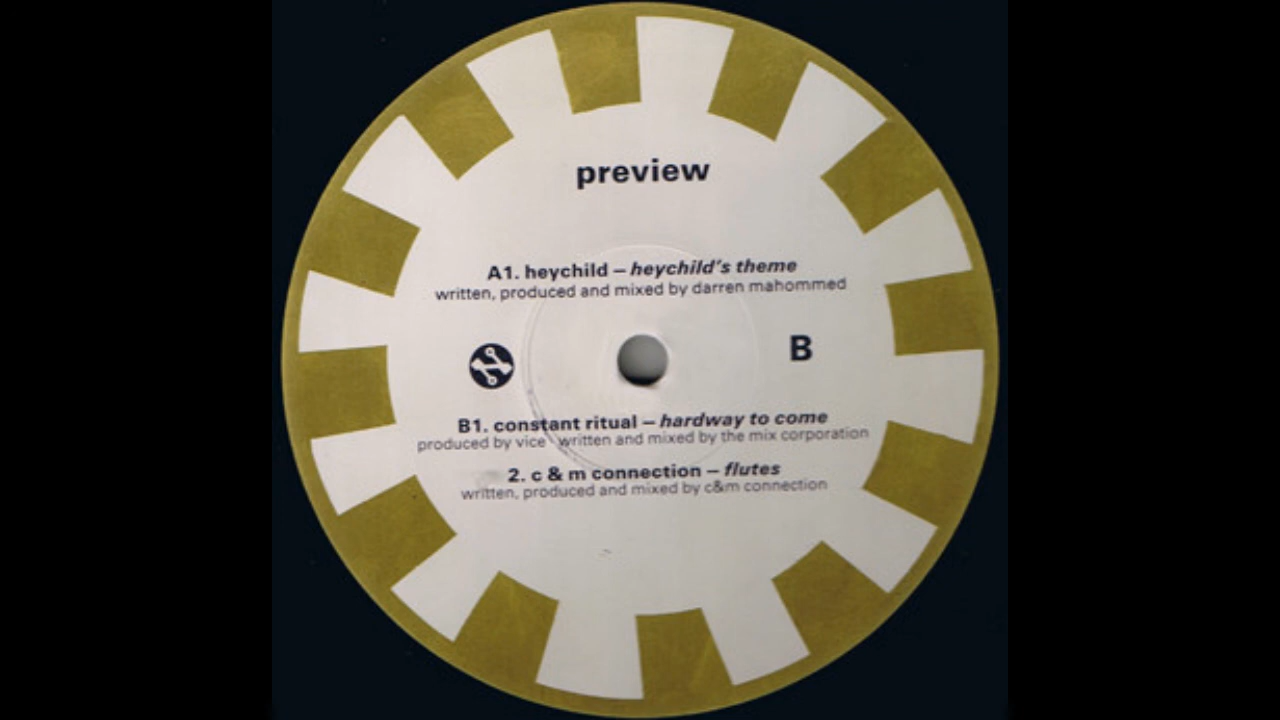 preview
A1. heychild – heychild's theme
written, produced and mixed by darren mahommed
B
B1. constant ritual – hardway to come
produced by vice written and mixed by the mix corporation
2. c & m connection – flutes
written, produced and mixed by c&m connection